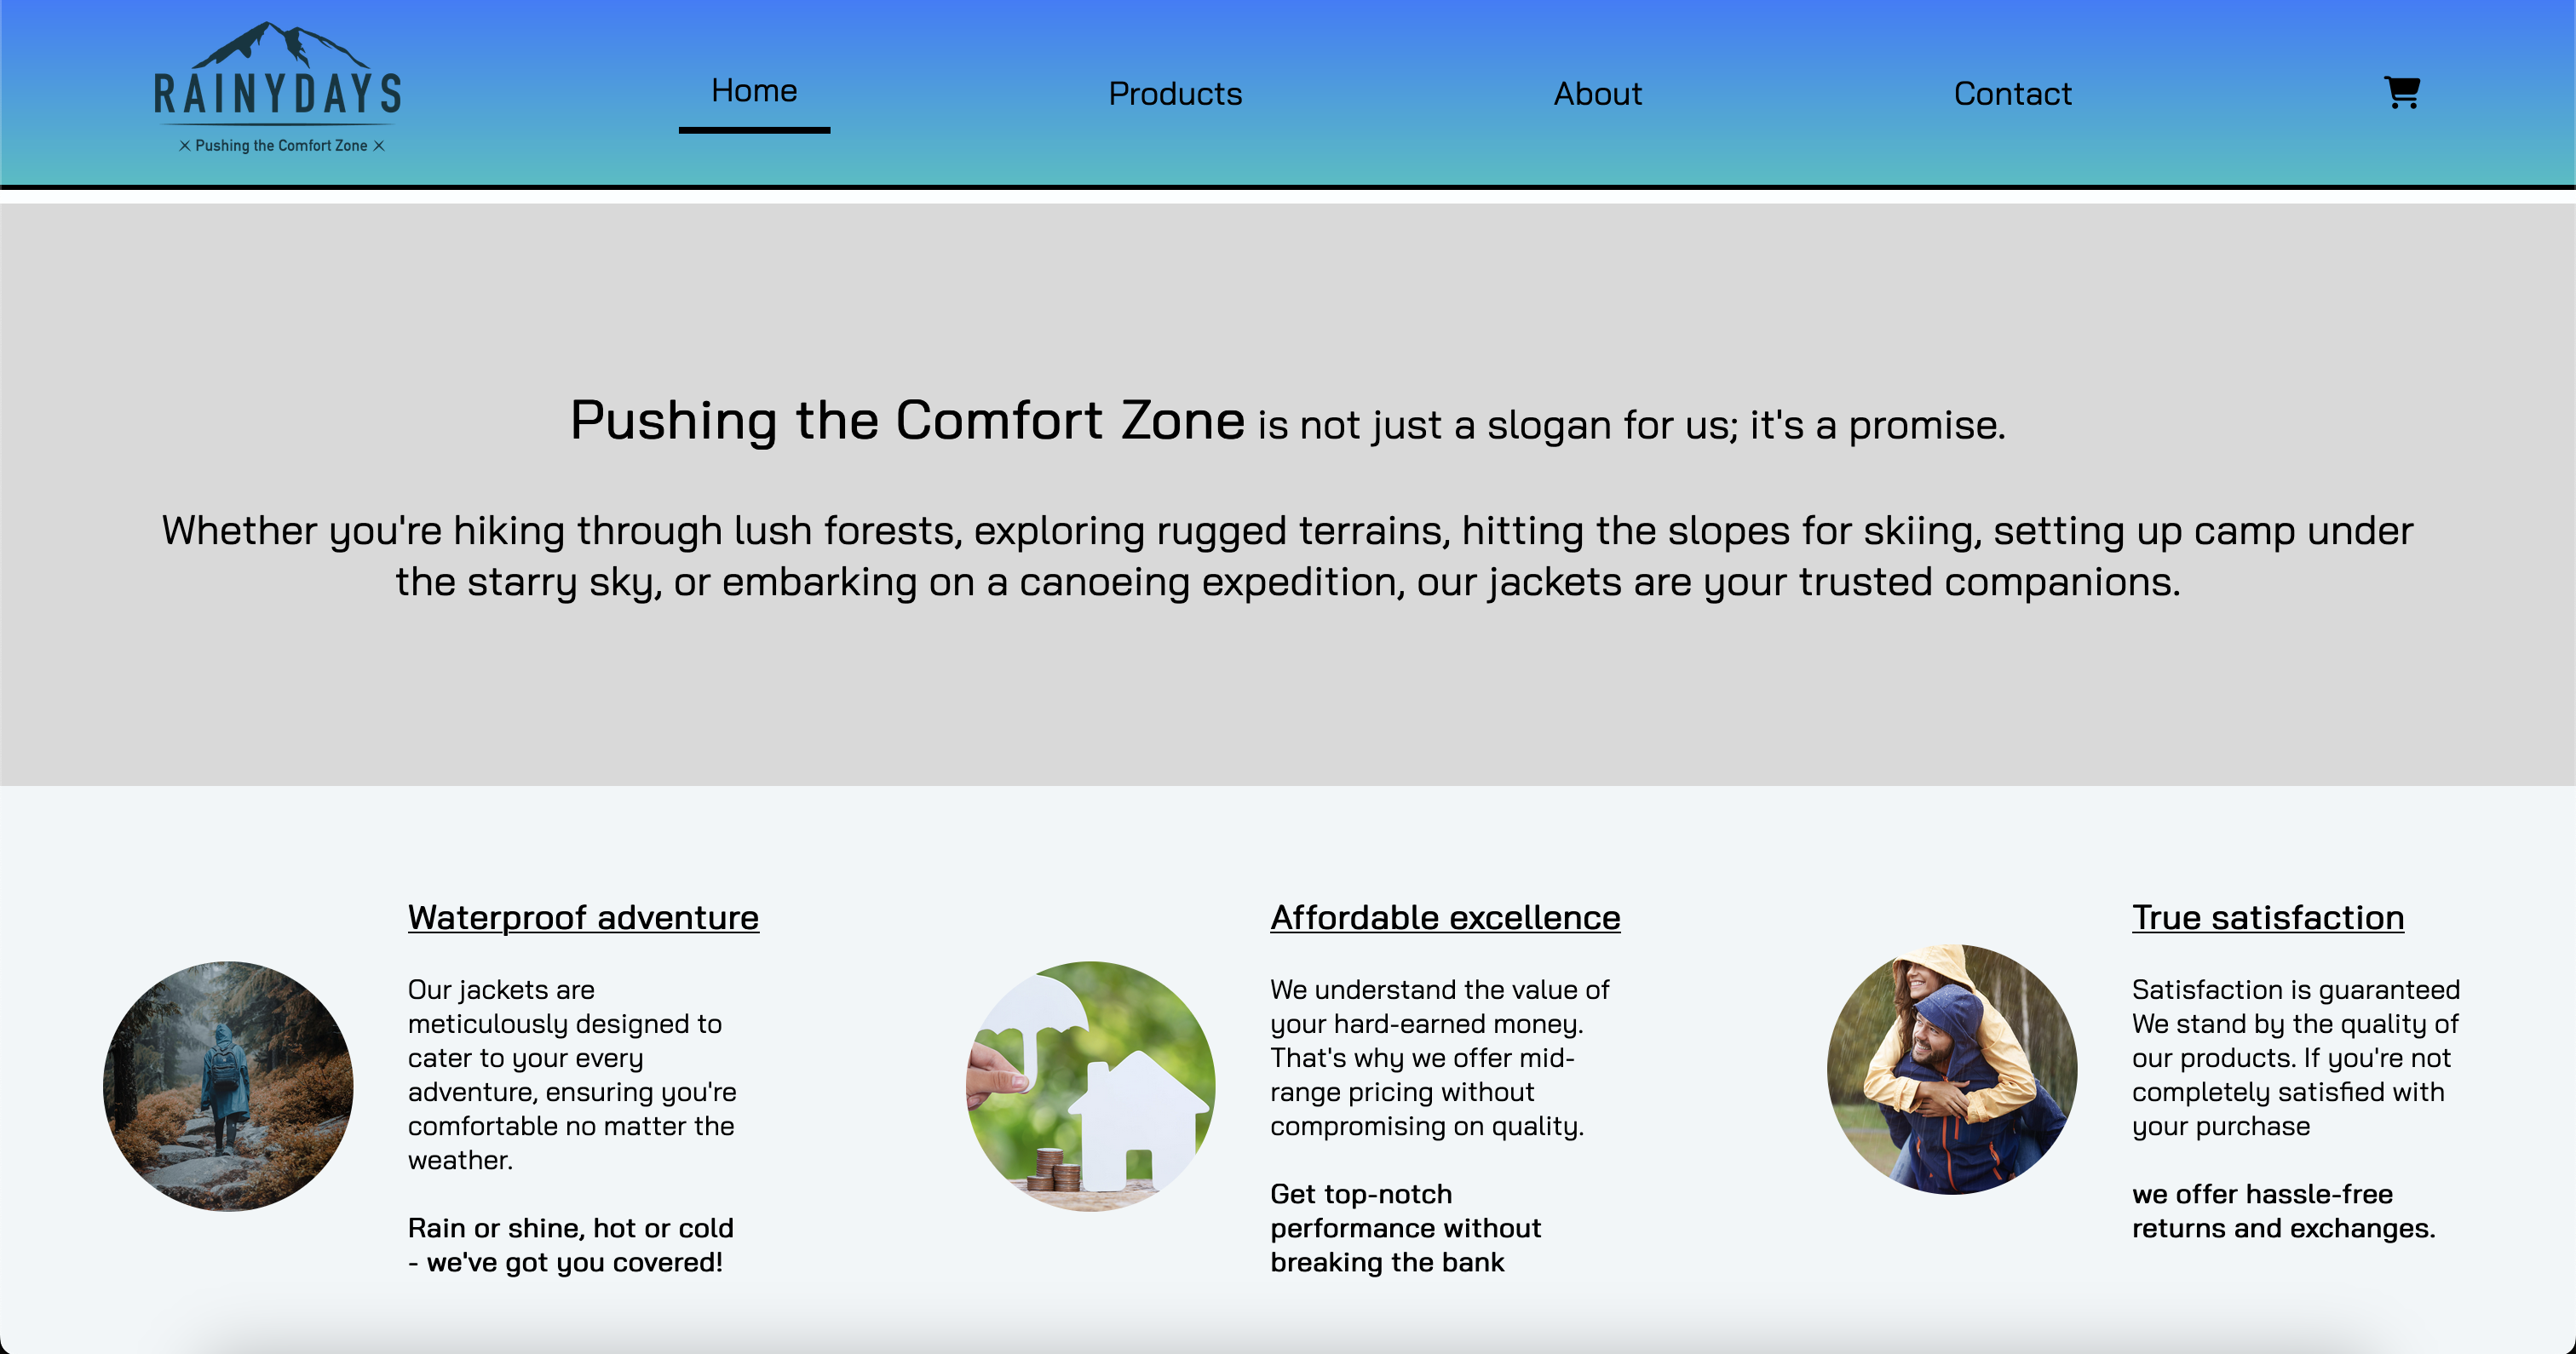 RAINYDAYS
Pushing the Comfort Zone
Home
Products
About
Contact
Pushing the Comfort Zone is not just a slogan for us; it's a promise.
Whether you're hiking through lush forests, exploring rugged terrains, hitting the slopes for skiing, setting up camp under
the starry sky, or embarking on a canoeing expedition, our jackets are your trusted companions.
Waterproof adventure
Our jackets are
meticulously designed to
cater to your every
adventure, ensuring you're
comfortable no matter the
weather.
Rain or shine, hot or cold
- we've got you covered!
Affordable excellence
We understand the value of
your hard-earned money.
That's why we offer mid-
range pricing without
compromising on quality.
Get top-notch
performance without
breaking the bank
True satisfaction
Satisfaction is guaranteed
We stand by the quality of
our products. If you're not
completely satisfied with
your purchase
we offer hassle-free
returns and exchanges.